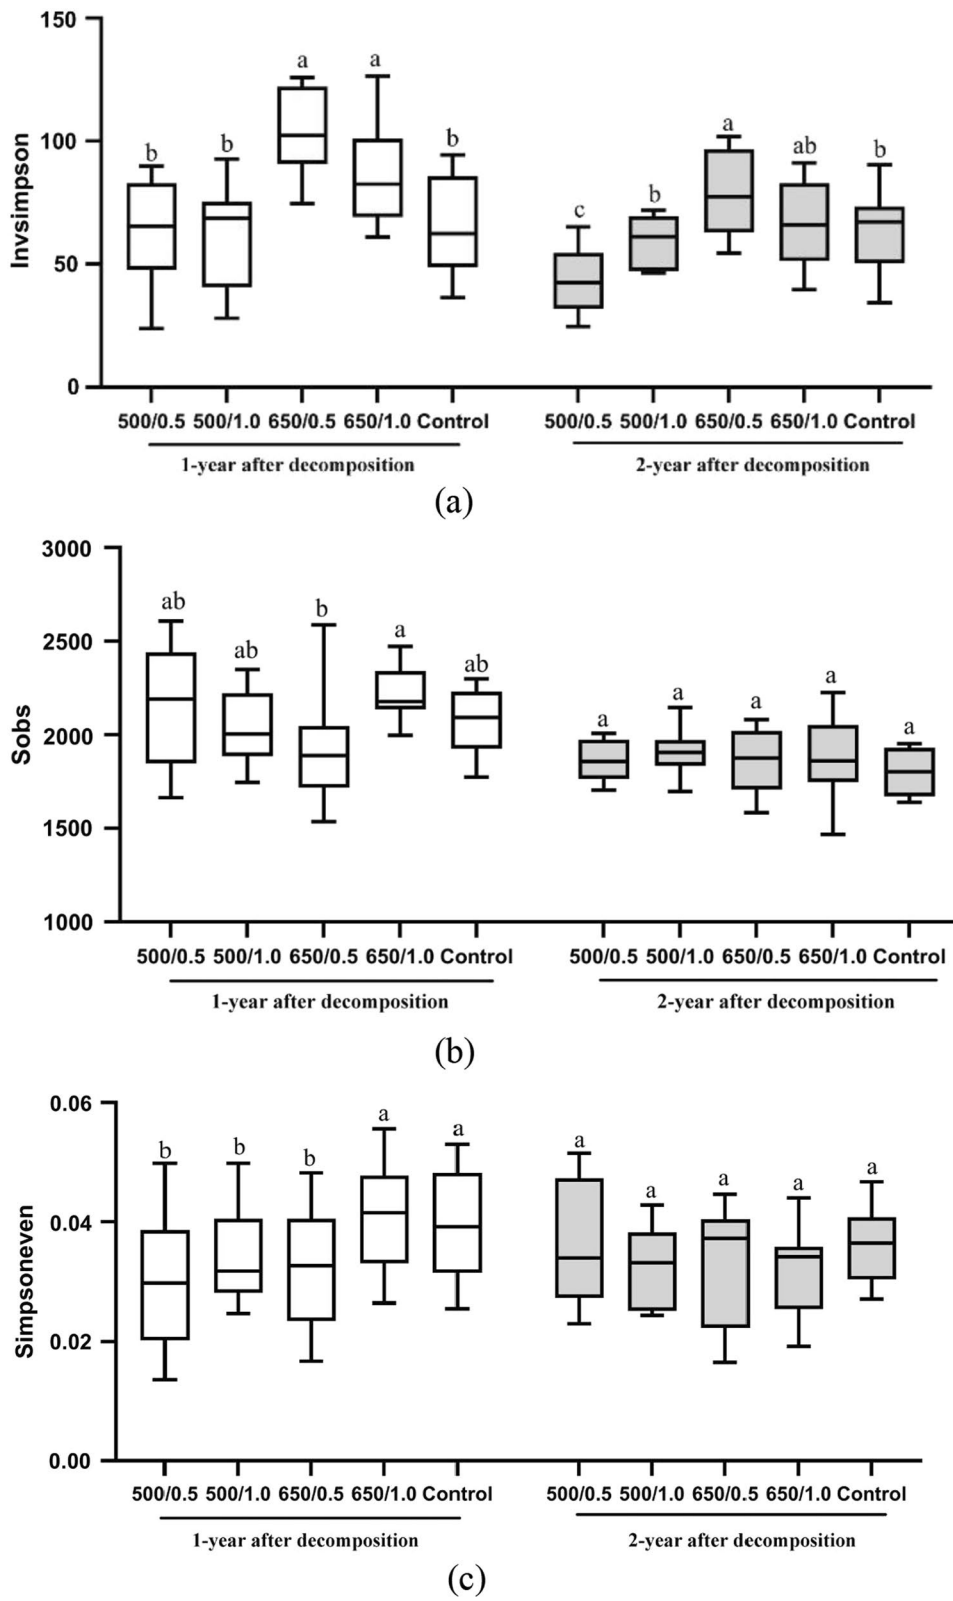 150
a
a
a
b
b
b
ab
b
100
b
c
Invsimpson
50
0
500/0.5 500/1.0 650/0.5 650/1.0 Control
500/0.5 500/1.0 650/0.5 650/1.0 Control
1-year after decomposition
2-year after decomposition
(a)
3000
ab
b
2500
ab
a
ab
a
a
a
a
a
Sobs
2000
1500
1000
500/0.5 500/1.0 650/0.5 650/1.0 Control
500/0.5 500/1.0 650/0.5 650/1.0 Control
1-year after decomposition
2-year after decomposition
(b)
0.06
b
b
b
a
a
a
a
a
a
a
Simpsoneven
0.04
0.02
0.00
500/0.5 500/1.0 650/0.5 650/1.0 Control
500/0.5 500/1.0 650/0.5 650/1.0 Control
1-year after decomposition
2-year after decomposition
(c)